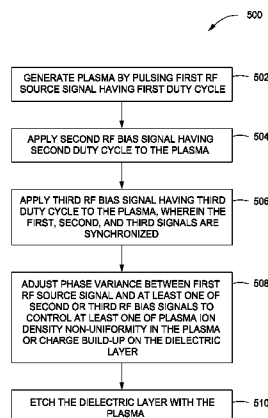 500
GENERATE PLASMA BY PULSING FIRST RF
SOURCE SIGNAL HAVING FIRST DUTY CYCLE
502
APPLY SECOND RF BIAS SIGNAL HAVING
SECOND DUTY CYCLE TO THE PLASMA
504
APPLY THIRD RF BIAS SIGNAL HAVING THIRD
DUTY CYCLE TO THE PLASMA, WHEREIN THE
FIRST, SECOND, AND THIRD SIGNALS ARE
SYNCHRONIZED
506
ADJUST PHASE VARIANCE BETWEEN FIRST
RF SOURCE SIGNAL AND AT LEAST ONE OF
SECOND OR THIRD RF BIAS SIGNALS TO
CONTROL AT LEAST ONE OF PLASMA ION
DENSITY NON-UNIFORMITY IN THE PLASMA
OR CHARGE BUILD-UP ON THE DIELECTRIC
LAYER
508
ETCH THE DIELECTRIC LAYER WITH THE
PLASMA
510